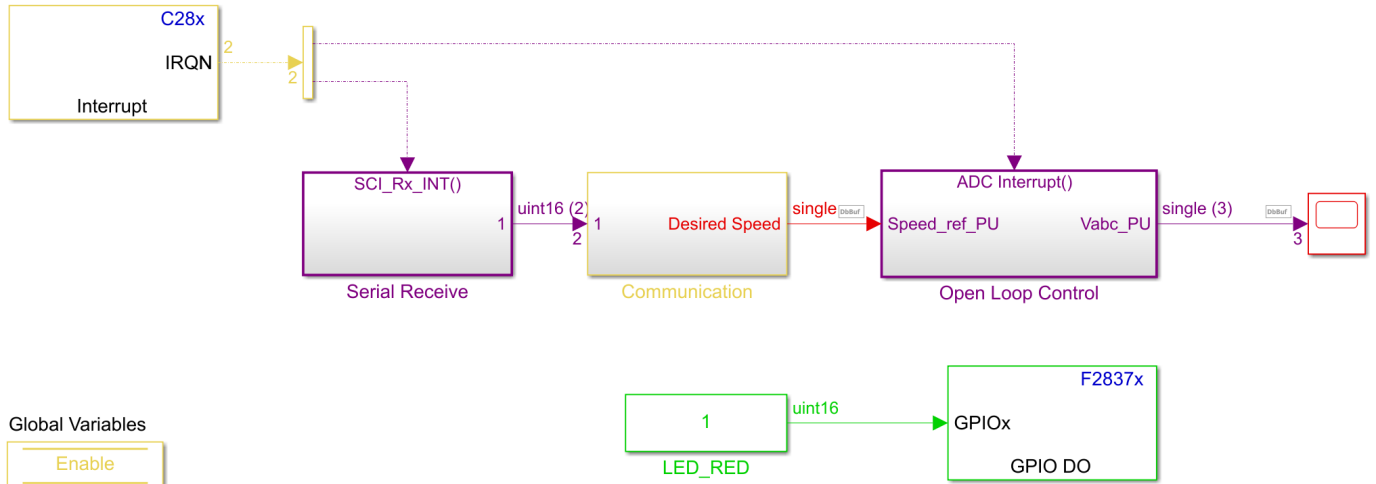 C28x
IRQN
Interrupt
2
2
SCI_Rx_INT()
1
Serial Receive
uint16 (2)
2
1
Desired Speed
Communication
single
DbBuf
ADC Interrupt()
Speed_ref_PU
Vabc_PU
Open Loop Control
single (3)
DbBuf
3
1
LED_RED
uint16
F2837x
GPIOx
GPIO DO
Global Variables
Enable